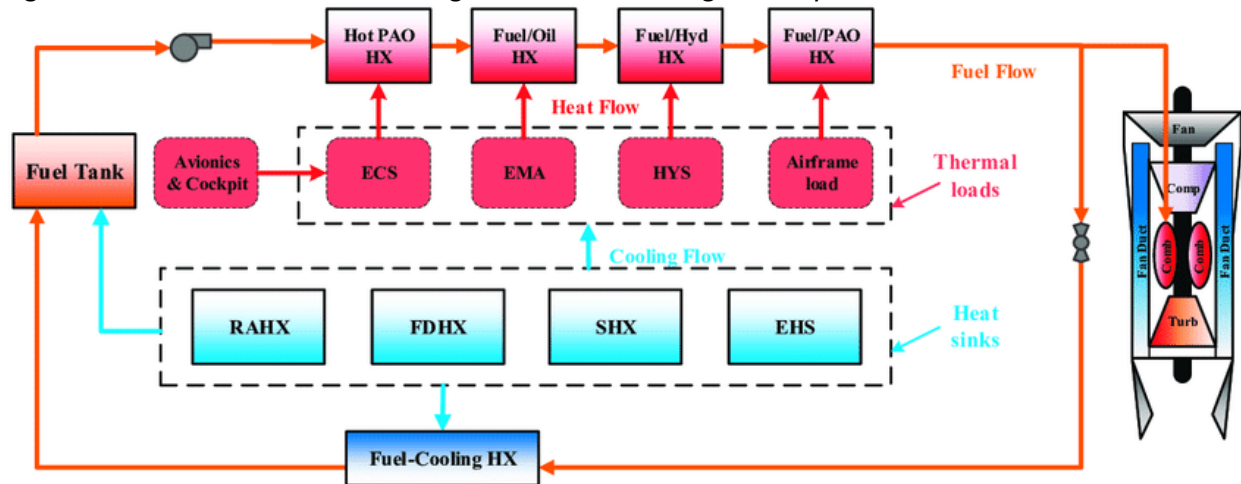 Hot PAO
HX
Fuel/Oil
HX
Fuel/Hyd
HX
Fuel/PAO
HX
Fuel Flow
Heat Flow
Fuel Tank
Avionics
& Cockpit
ECS
EMA
HYS
Airframe
load
Thermal
loads
Cooling Flow
RAHX
FDHX
SHX
EHS
Heat
sinks
Fuel-Cooling HX
Fan
Comp
Fan Duct
Comb
Comb
Fan Duct
Turb